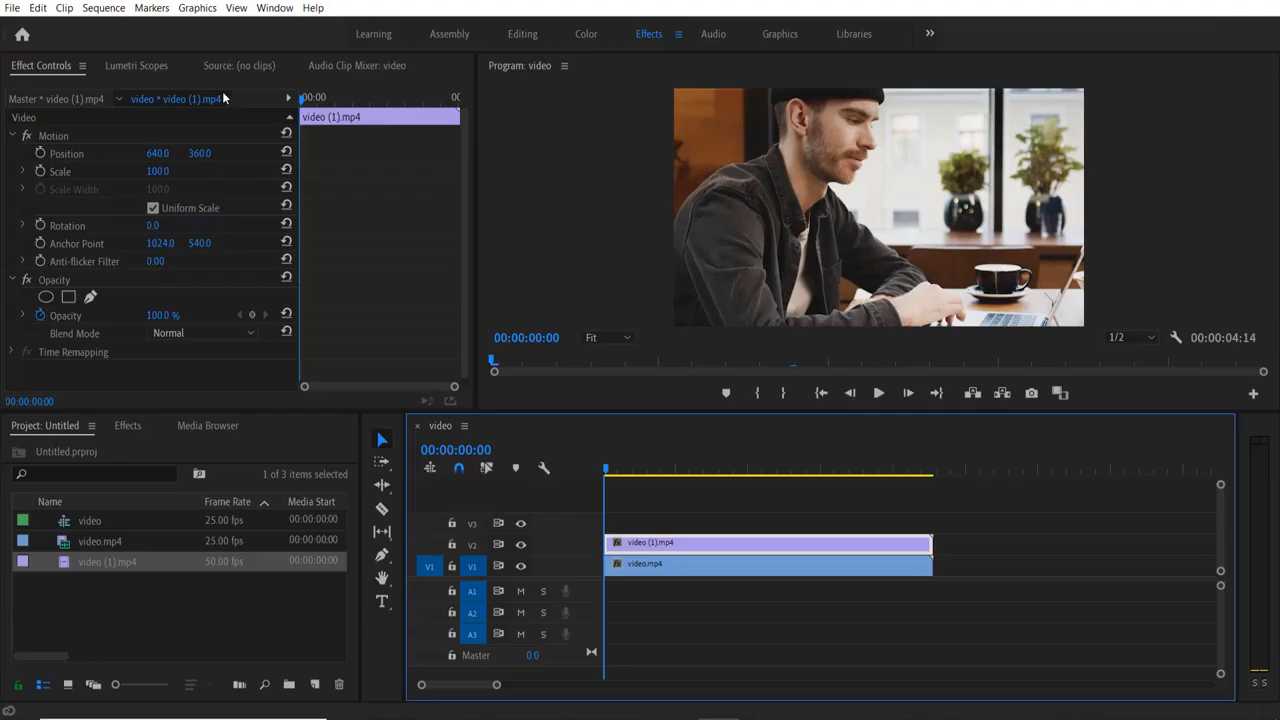 File Edit Clip Sequence Markers Graphics View Window Help
Learning Assembly Editing Color Effects Audio Graphics Libraries
Effect Controls Lumetri Scopes Source: (no clips) Audio Clip Mixer: video
Program: video
Master * video (1).mp4 video * video (1).mp4
:00:00 00
Video
video (1).mp4
fx Motion
Position 640.0 360.0
Scale 100.0
Scale Width 100.0
Uniform Scale
Rotation 0.0
Anchor Point 1024.0 540.0
Anti-flicker Filter 0.00
fx Opacity
Opacity 100.0 %
Blend Mode Normal
fx Time Remapping
00:00:00:00
00:00:00:00 Fit 1/2 00:00:04:14
Project: Untitled Effects Media Browser
Untitled.prproj
1 of 3 items selected
Name Frame Rate Media Start
video 25.00 fps 00:00:00:00
video.mp4 25.00 fps 00:00:00:00
video (1).mp4 50.00 fps 00:00:00:00
video
00:00:00:00
V3
V2 fx video (1).mp4
V1 V1 fx video.mp4
A1 M S
A2 M S
A3 M S
Master 0.0
S S